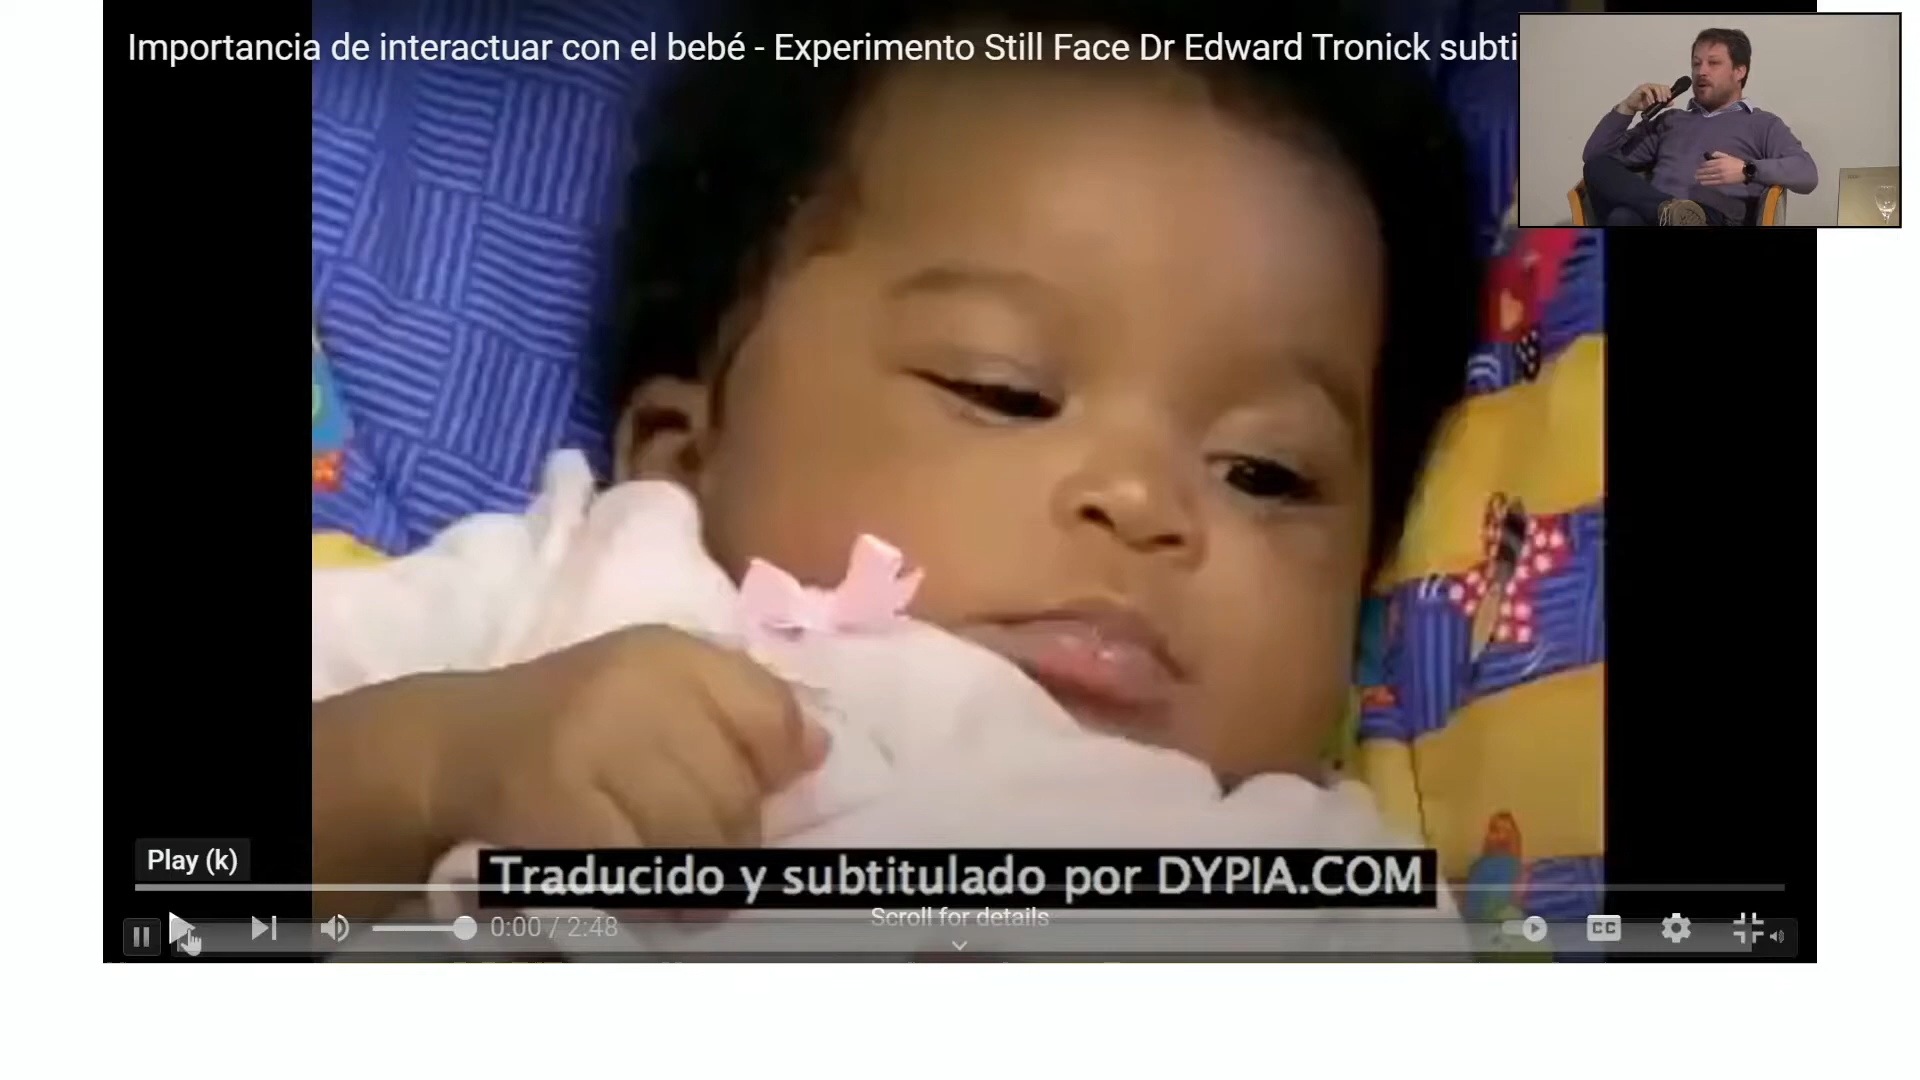 Importancia de interactuar con el bebé - Experimento Still Face Dr Edward Tronick subti
Play (k)
Traducido y subtitulado por DYPIA.COM
Scroll for details
0:00 / 2:48
CC